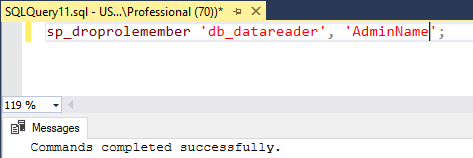 SQLQuery11.sql - US...\Professional (70))*
sp_droprolemember 'db_datareader', 'AdminName';
119 %
Messages
Commands completed successfully.